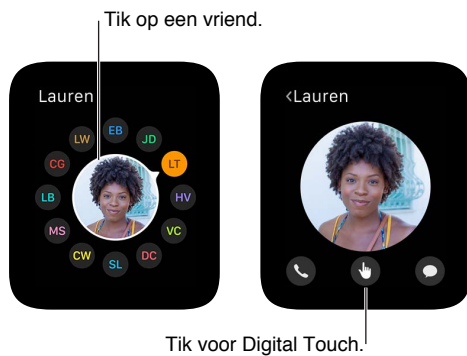 Tik op een vriend.
Lauren
EB
LW
JD
CG
LT
LB
HV
MS
VC
CW
DC
SL
<Lauren
Tik voor Digital Touch.